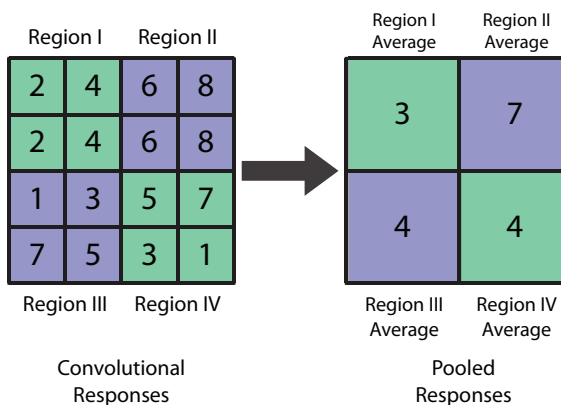 Region I Region II
2 4 6 8
2 4 6 8
1 3 5 7
7 5 3 1
Region III Region IV
Convolutional
Responses
Region I Region II
Average Average
3 7
4 4
Region III Region IV
Average Average
Pooled
Responses